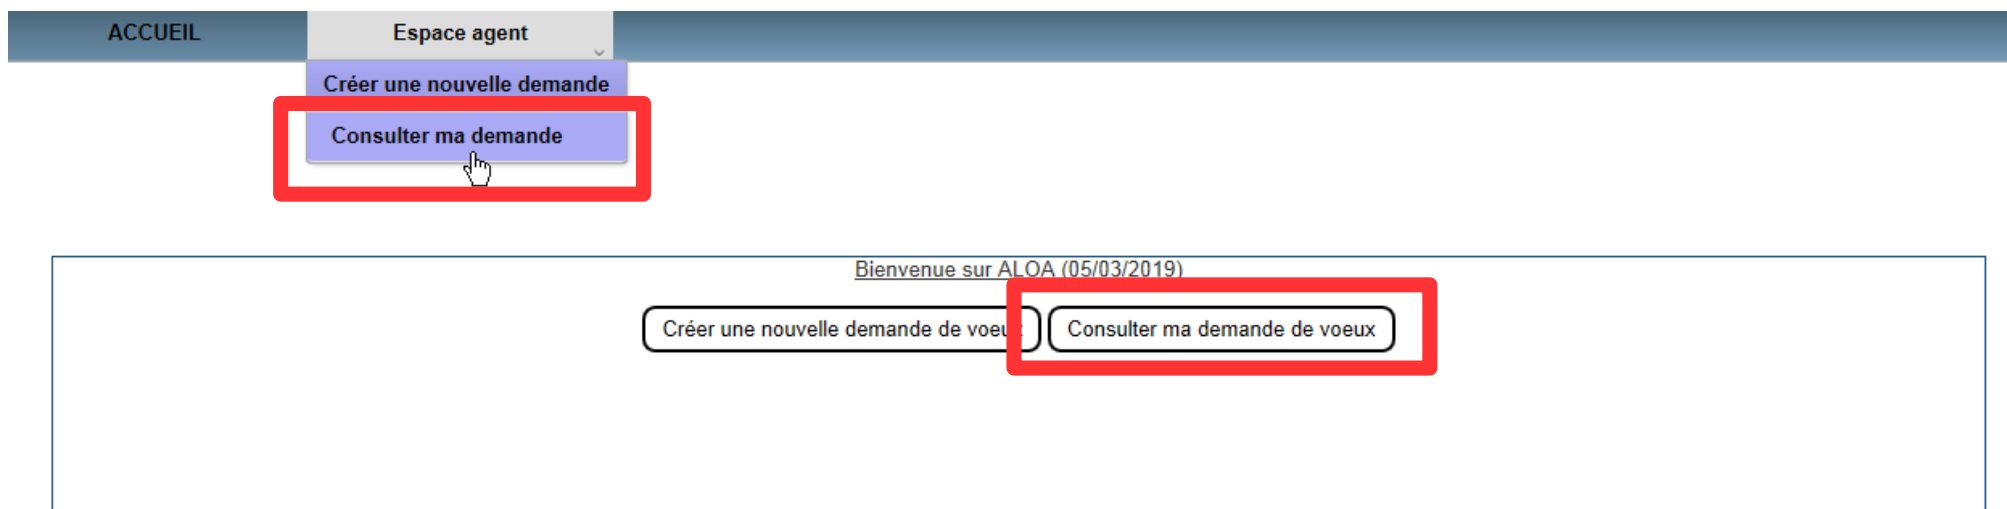 ACCUEIL Espace agent
Créer une nouvelle demande
Consulter ma demande
Bienvenue sur ALOA (05/03/2019)
Créer une nouvelle demande de voeux Consulter ma demande de voeux